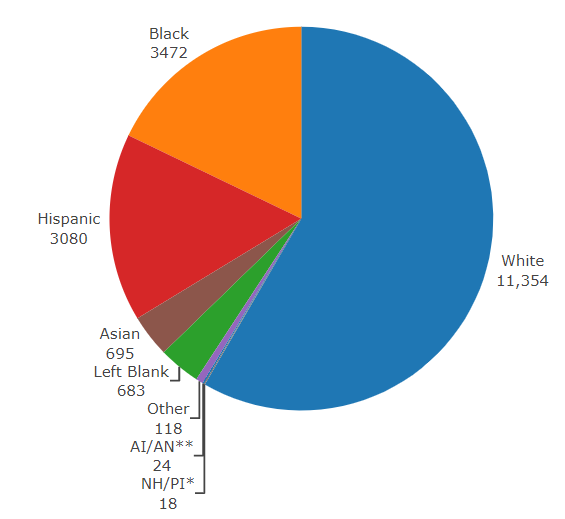 Black
3472
Hispanic
3080
White
11,354
Asian
695
Left Blank
683
Other
118
AI/AN**
24
NH/PI*
18